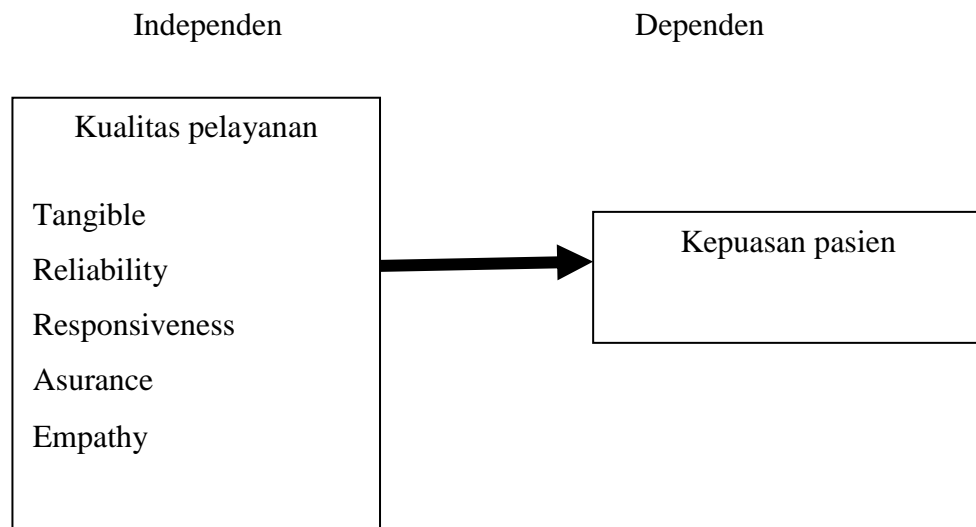 Independen
Dependen
Kualitas pelayanan
Tangible
Reliability
Responsiveness
Asurance
Empathy
Kepuasan pasien